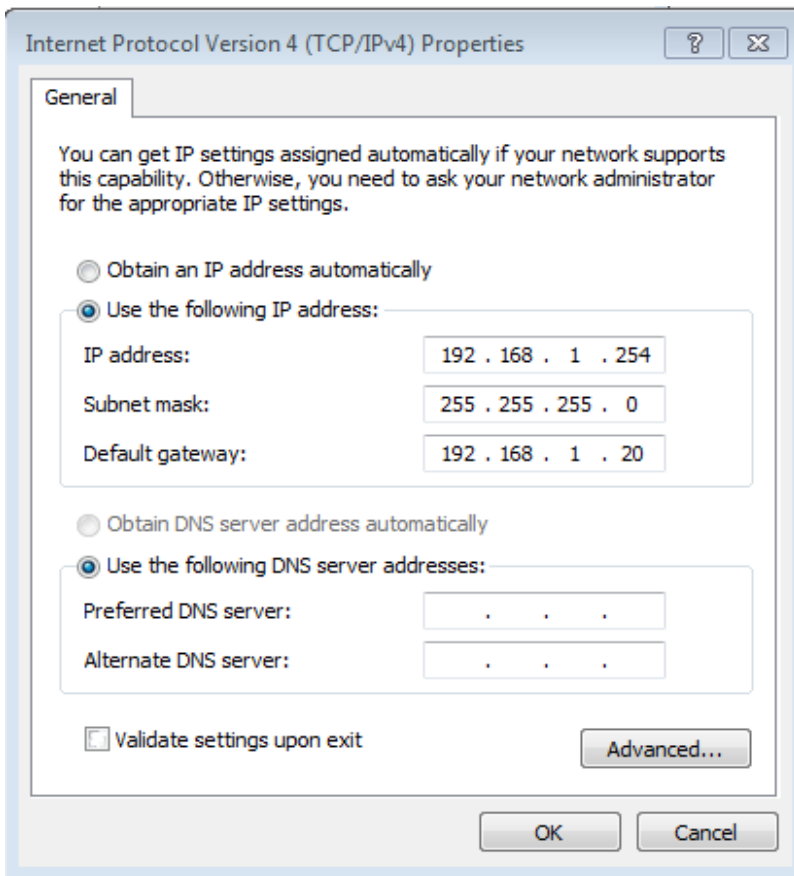 Internet Protocol Version 4 (TCP/IPv4) Properties
General
You can get IP settings assigned automatically if your network supports
this capability. Otherwise, you need to ask your network administrator
for the appropriate IP settings.
Obtain an IP address automatically
Use the following IP address:
IP address: 192 . 168 . 1 . 254
Subnet mask: 255 . 255 . 255 . 0
Default gateway: 192 . 168 . 1 . 20
Obtain DNS server address automatically
Use the following DNS server addresses:
Preferred DNS server: . . .
Alternate DNS server: . . .
Validate settings upon exit
Advanced...
OK Cancel